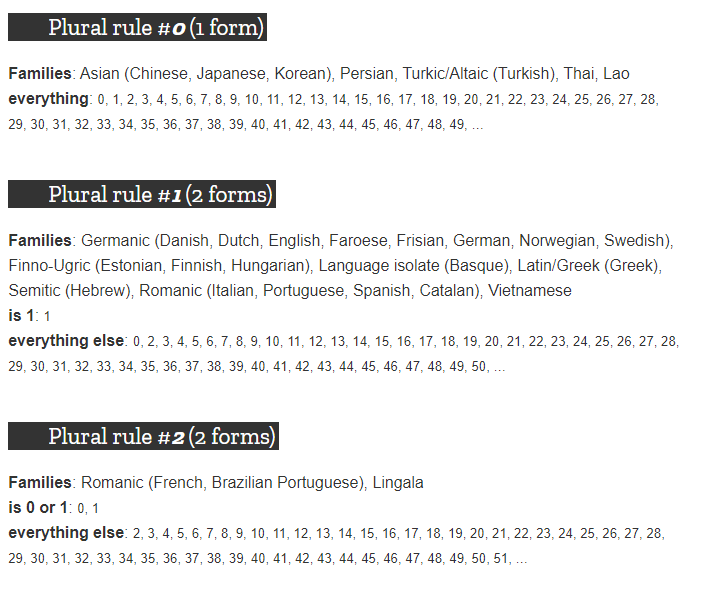 Plural rule #0 (1 form)
Families: Asian (Chinese, Japanese, Korean), Persian, Turkic/Altaic (Turkish), Thai, Lao
everything: 0, 1, 2, 3, 4, 5, 6, 7, 8, 9, 10, 11, 12, 13, 14, 15, 16, 17, 18, 19, 20, 21, 22, 23, 24, 25, 26, 27, 28,
29, 30, 31, 32, 33, 34, 35, 36, 37, 38, 39, 40, 41, 42, 43, 44, 45, 46, 47, 48, 49, ...
Plural rule #1 (2 forms)
Families: Germanic (Danish, Dutch, English, Faroese, Frisian, German, Norwegian, Swedish),
Finno-Ugric (Estonian, Finnish, Hungarian), Language isolate (Basque), Latin/Greek (Greek),
Semitic (Hebrew), Romanic (Italian, Portuguese, Spanish, Catalan), Vietnamese
is 1: 1
everything else: 0, 2, 3, 4, 5, 6, 7, 8, 9, 10, 11, 12, 13, 14, 15, 16, 17, 18, 19, 20, 21, 22, 23, 24, 25, 26, 27, 28,
29, 30, 31, 32, 33, 34, 35, 36, 37, 38, 39, 40, 41, 42, 43, 44, 45, 46, 47, 48, 49, 50, ...
Plural rule #2 (2 forms)
Families: Romanic (French, Brazilian Portuguese), Lingala
is 0 or 1: 0, 1
everything else: 2, 3, 4, 5, 6, 7, 8, 9, 10, 11, 12, 13, 14, 15, 16, 17, 18, 19, 20, 21, 22, 23, 24, 25, 26, 27, 28,
29, 30, 31, 32, 33, 34, 35, 36, 37, 38, 39, 40, 41, 42, 43, 44, 45, 46, 47, 48, 49, 50, 51, ...